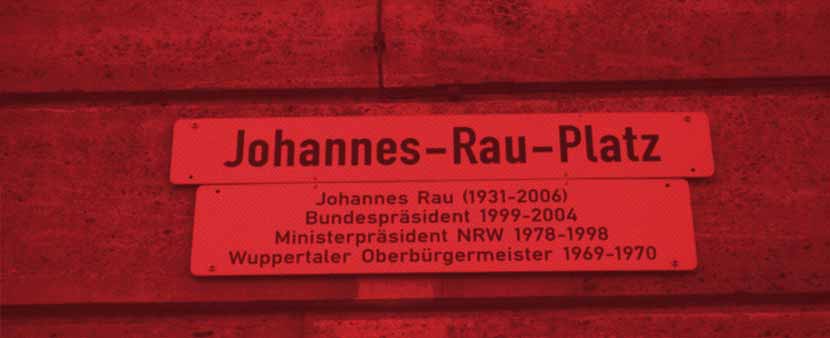 Johannes-Rau-Platz
Johannes Rau (1931-2006)
Bundespräsident 1999-2004
Ministerpräsident NRW 1978-1998
Wuppertaler Oberbürgermeister 1969-1970